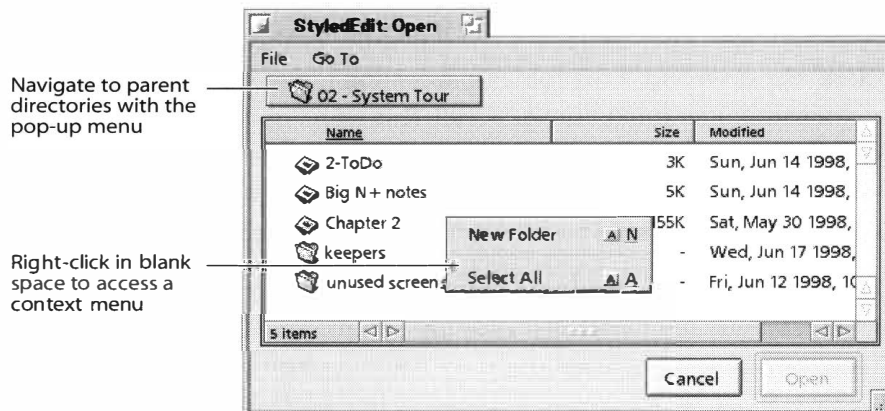 StyledEdit: Open
File Go To
Navigate to parent
directories with the
pop-up menu
02 - System Tour
Name Size Modified
2-ToDo 3K Sun, Jun 14 1998,
Big N+ notes 5K Sun, Jun 14 1998,
Chapter 2 155K Sat, May 30 1998,
New Folder A N
keepers - Wed, Jun 17 1998,
Right-click in blank
space to access a
context menu
Select All A A
unused screen - Fri, Jun 12 1998, 10
5 items
Cancel Open